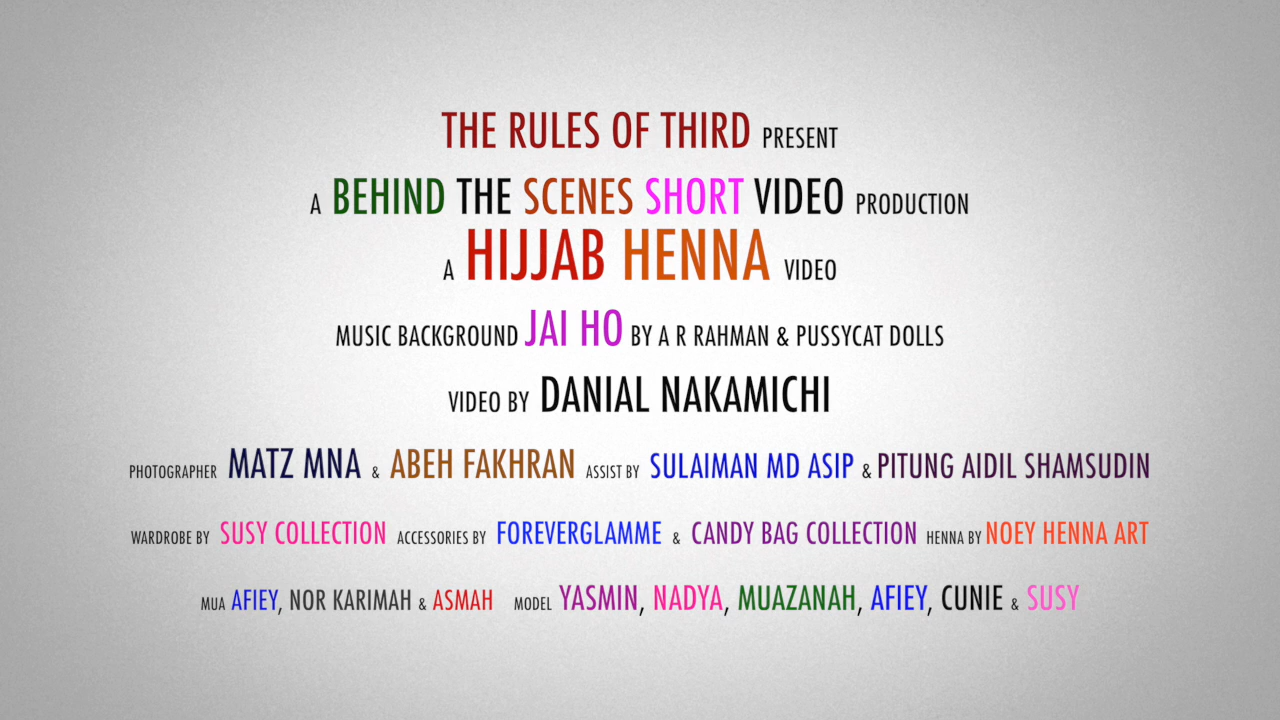 THE RULES OF THIRD PRESENT
A BEHIND THE SCENES SHORT VIDEO PRODUCTION
A HIJJAB HENNA VIDEO
MUSIC BACKGROUND JAI HO BY A R RAHMAN & PUSSYCAT DOLLS
VIDEO BY DANIAL NAKAMICHI
PHOTOGRAPHER MATZ MNA & ABEH FAKHRAN ASSIST BY SULAIMAN MD ASIP & PITUNG AIDIL SHAMSUDIN
WARDROBE BY SUSY COLLECTION ACCESSORIES BY FOREVERGLAMME & CANDY BAG COLLECTION HENNA BY NOEY HENNA ART
MUA AFIEY, NOR KARIMAH & ASMAH MODEL YASMIN, NADYA, MUAZANAH, AFIEY, CUNIE & SUSY